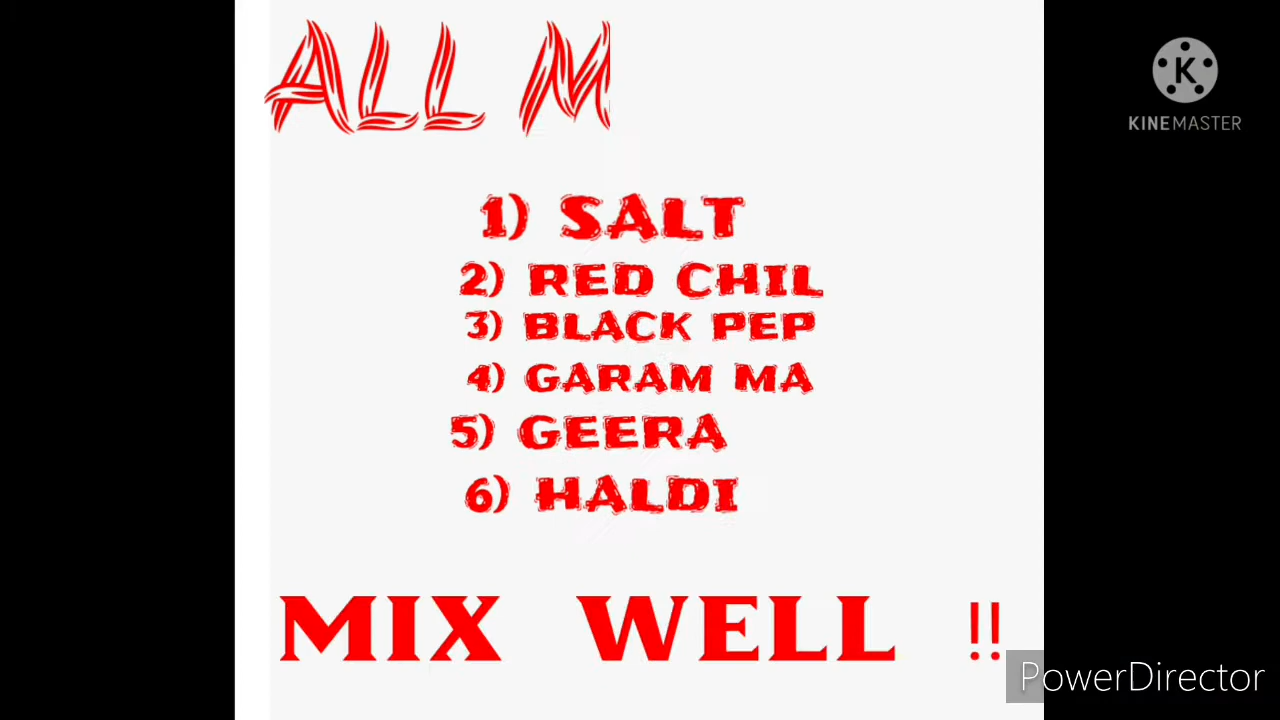 ALL M
1) SALT
2) RED CHIL
3) BLACK PEP
4) GARAM MA
5) GEERA
6) HALDI
MIX WELL !!
KINEMASTER
PowerDirector